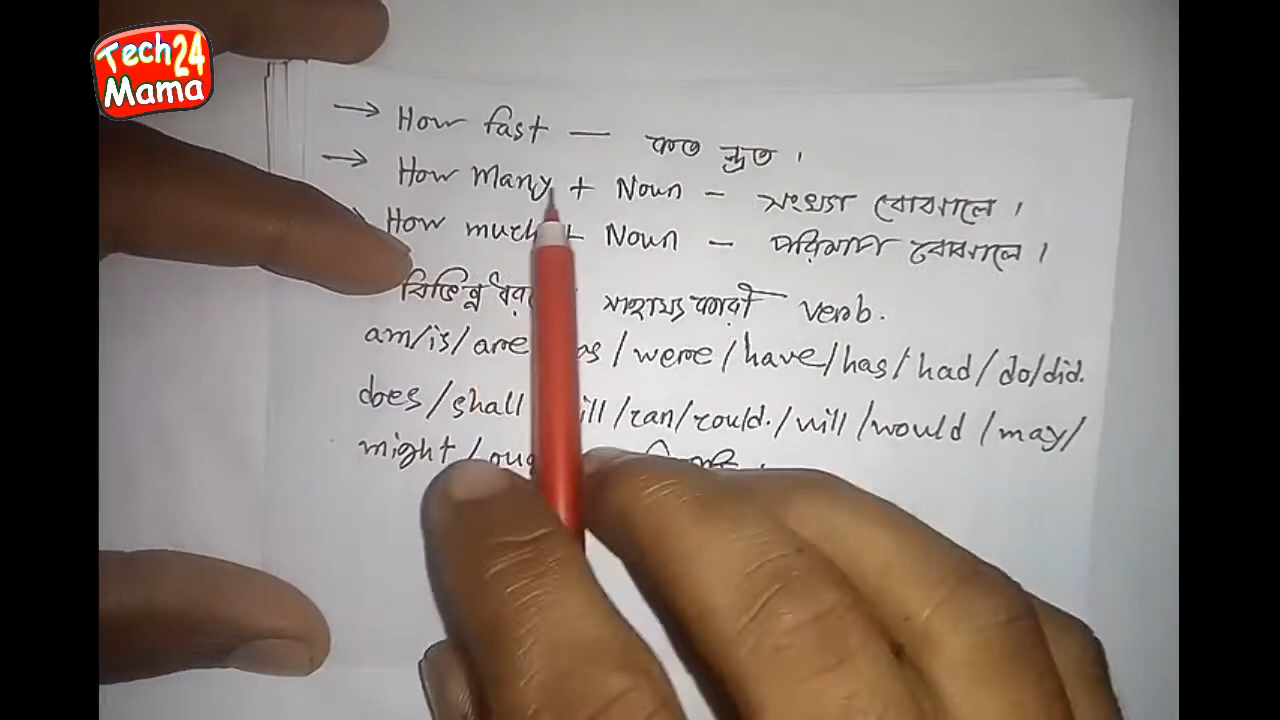 Tech24
Mama
→ How fast — কত দ্রুত ।
→ How Many + Noun - সংখ্যা বোঝালে ।
How much + Noun - পরিমাণ বোঝালে ।
বিভিন্ন সাহায্যকারী verb.
am/is/are /were/have/has/had/do/did.
does/shall /can/could./will/would/may/
might/